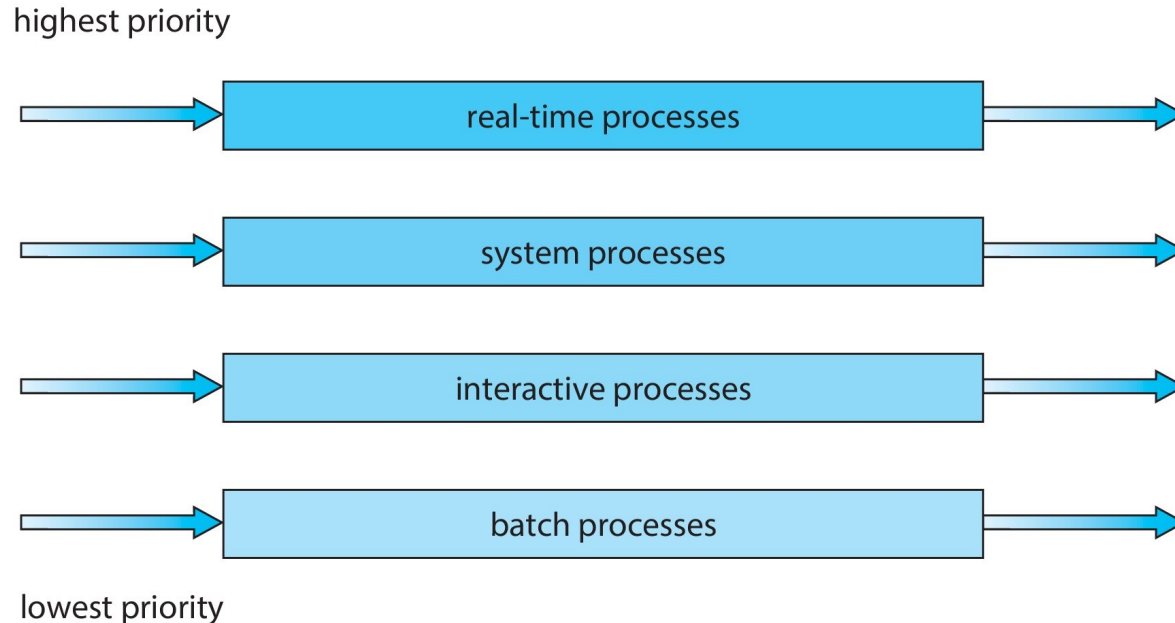 highest priority
real-time processes
system processes
interactive processes
batch processes
lowest priority